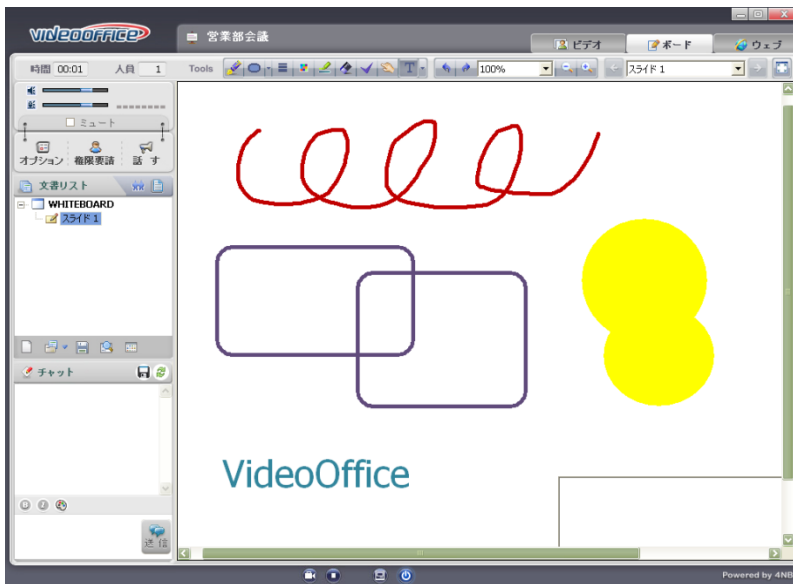 VIDEOOFFICE
営業部会議
ビデオ
ボード
ウェブ
時間 00:01 人員 1
Tools
100%
スライド 1
ミュート
オプション 権限要請 話 す
文書リスト
WHITEBOARD
スライド 1
チャット
送 信
VideoOffice
Powered by 4NB